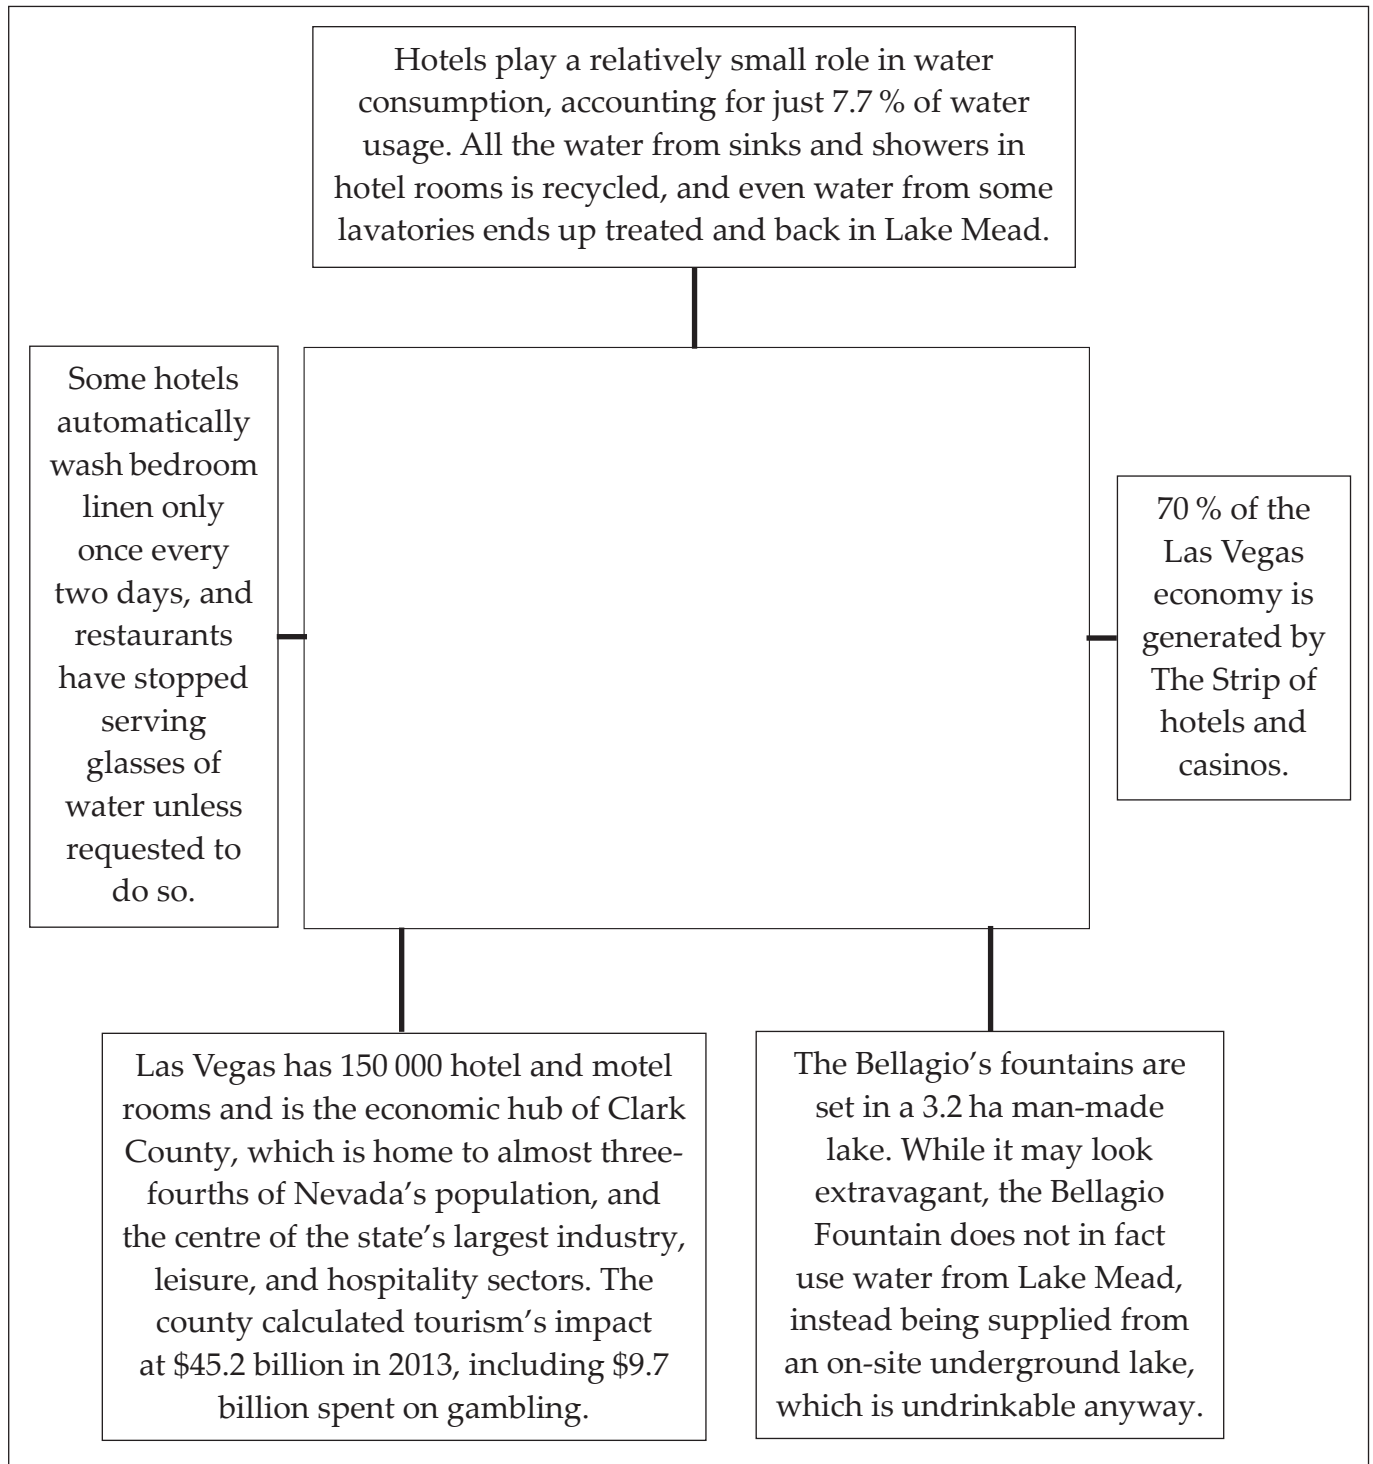 Hotels play a relatively small role in water
consumption, accounting for just 7.7 % of water
usage. All the water from sinks and showers in
hotel rooms is recycled, and even water from some
lavatories ends up treated and back in Lake Mead.
Some hotels
automatically
wash bedroom
linen only
once every
two days, and
restaurants
have stopped
serving
glasses of
water unless
requested to
do so.
70 % of the
Las Vegas
economy is
generated by
The Strip of
hotels and
casinos.
Las Vegas has 150 000 hotel and motel
rooms and is the economic hub of Clark
County, which is home to almost three-
fourths of Nevada’s population, and
the centre of the state’s largest industry,
leisure, and hospitality sectors. The
county calculated tourism’s impact
at $45.2 billion in 2013, including $9.7
billion spent on gambling.
The Bellagio’s fountains are
set in a 3.2 ha man-made
lake. While it may look
extravagant, the Bellagio
Fountain does not in fact
use water from Lake Mead,
instead being supplied from
an on-site underground lake,
which is undrinkable anyway.